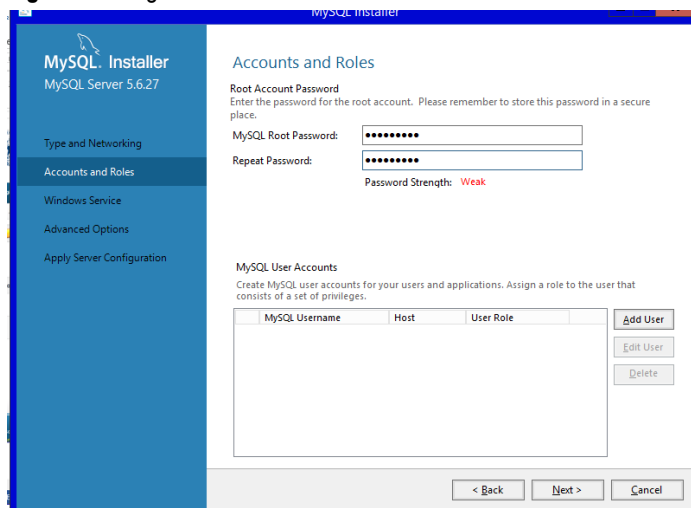 MySQL Installer
MySQL. Installer
MySQL Server 5.6.27
Type and Networking
Accounts and Roles
Windows Service
Advanced Options
Apply Server Configuration
Accounts and Roles
Root Account Password
Enter the password for the root account. Please remember to store this password in a secure
place.
MySQL Root Password: •••••••••
Repeat Password: •••••••••
Password Strength: Weak
MySQL User Accounts
Create MySQL user accounts for your users and applications. Assign a role to the user that
consists of a set of privileges.
MySQL Username Host User Role
Add User
Edit User
Delete
< Back Next > Cancel